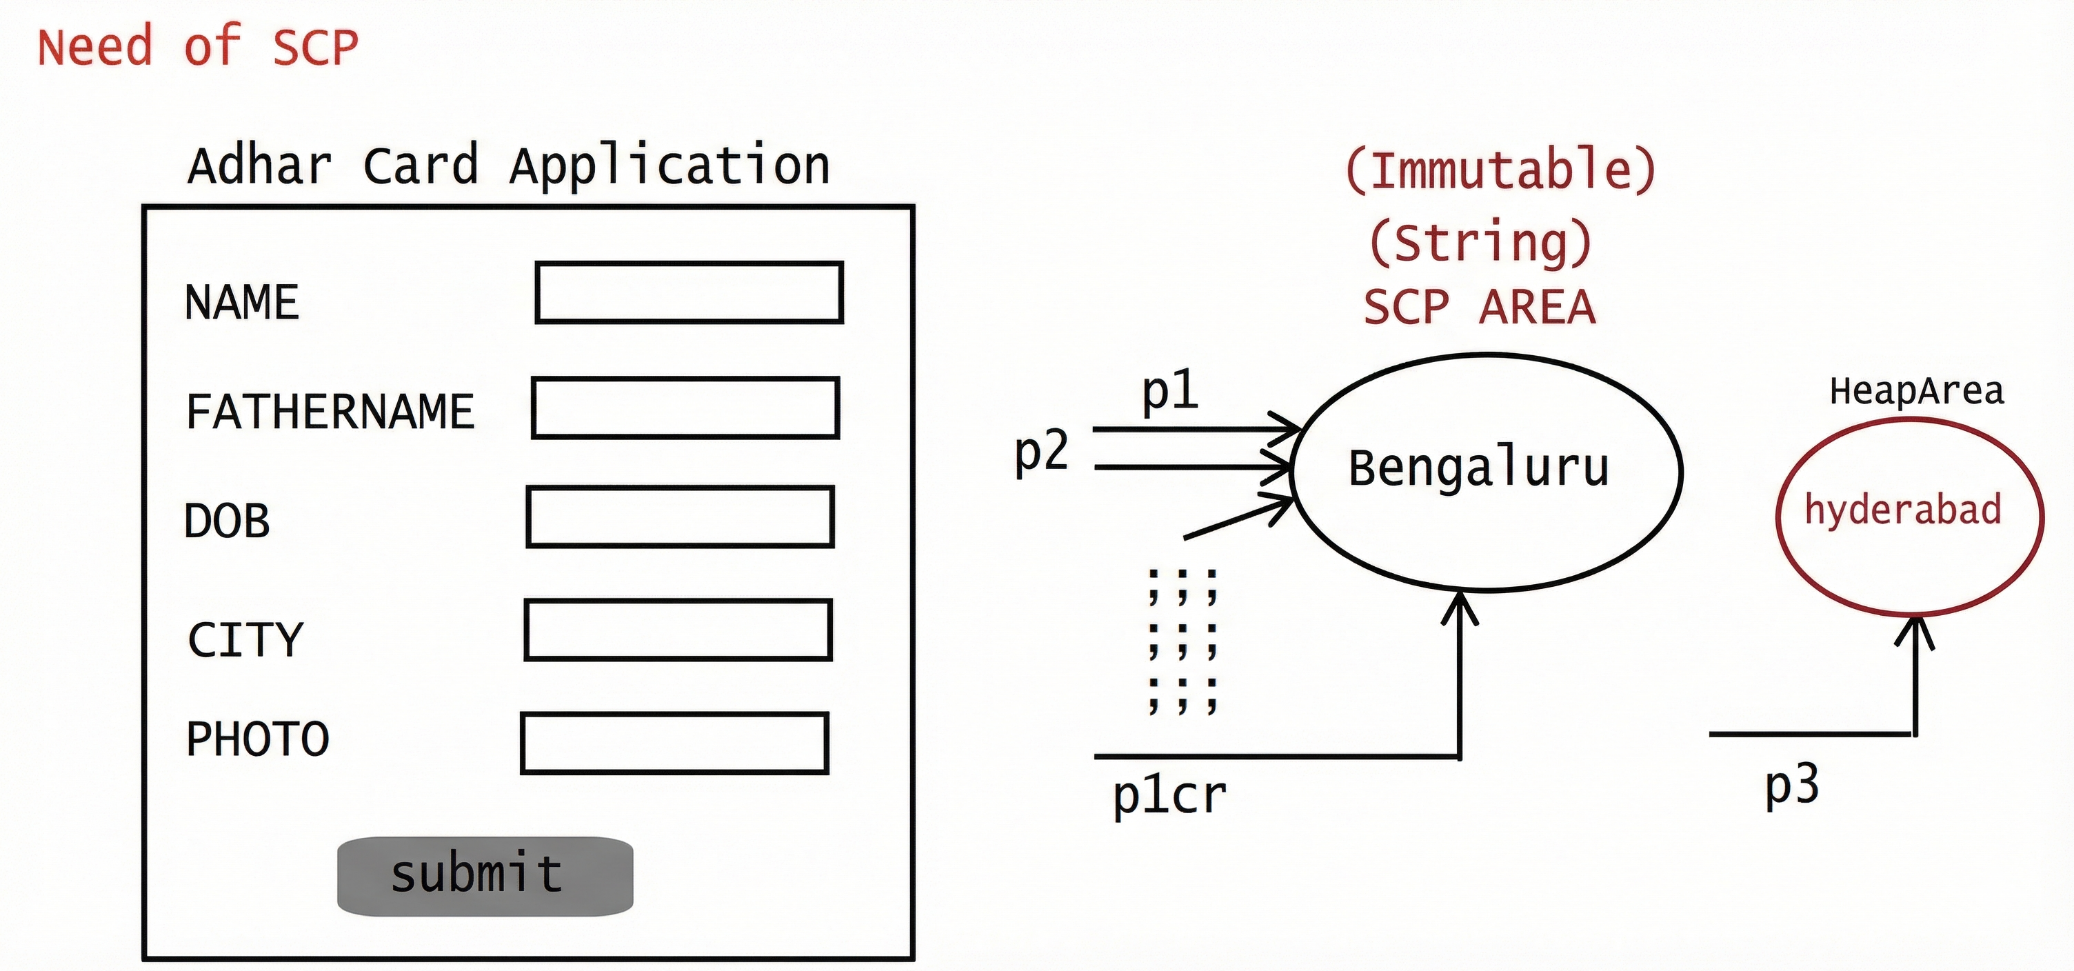 Need of SCP
Adhar Card Application
NAME
FATHERNAME
DOB
CITY
PHOTO
submit
(Immutable)
(String)
SCP AREA
p1
p2
Bengaluru
;;;
;;;
;;;
p1cr
HeapArea
hyderabad
p3